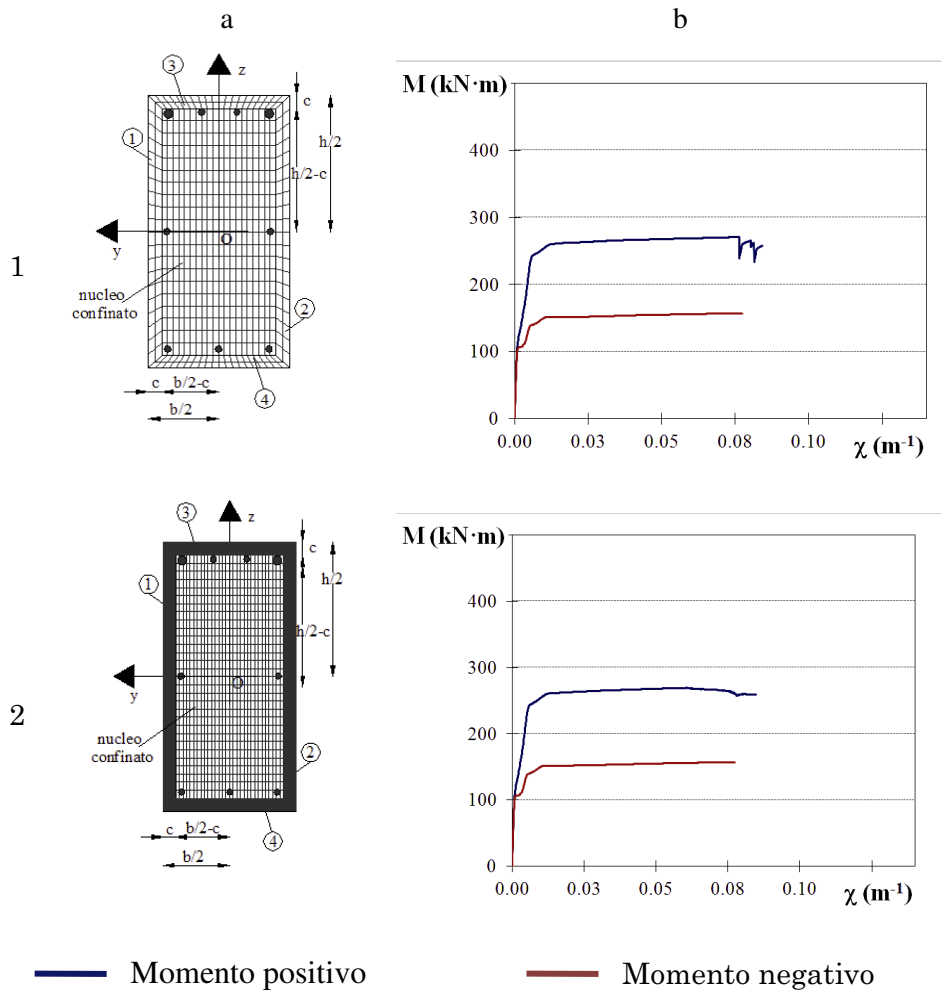 a
b
1
3
z
c
1
h/2
h/2-c
y
O
nucleo
confinato
2
c
b/2-c
4
b/2
M (kN·m)
400
300
200
100
0
0.00
0.03
0.05
0.08
0.10
χ (m⁻¹)
2
3
z
c
1
h/2
h/2-c
y
O
nucleo
confinato
2
c
b/2-c
4
b/2
M (kN·m)
400
300
200
100
0
0.00
0.03
0.05
0.08
0.10
χ (m⁻¹)
Momento positivo
Momento negativo